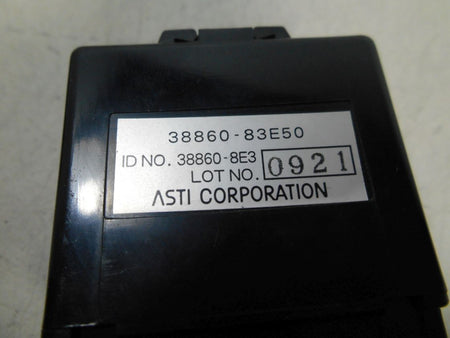 38860-83E50
ID NO. 38860-8E3
LOT NO. 0921
ASTI CORPORATION